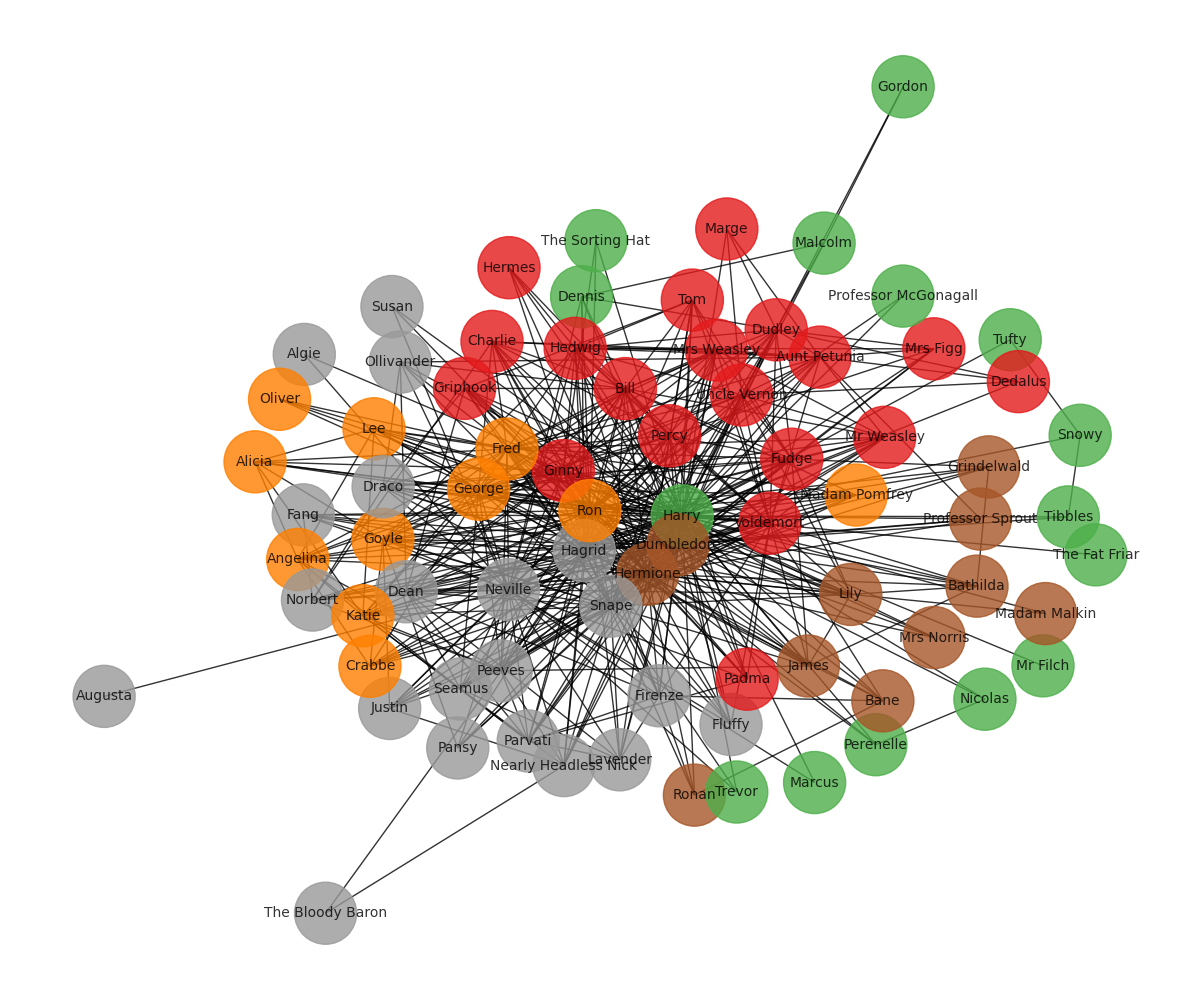 Gordon
Marge
The Sorting Hat
Malcolm
Hermes
Dennis
Professor McGonagall
Tom
Susan
Dudley
Tufty
Charlie
Hedwig
Mrs Weasley
Mrs Figg
Algie
Aunt Petunia
Ollivander
Dedalus
Griphook
Bill
Uncle Vernon
Oliver
Lee
Percy
Mr Weasley
Snowy
Fred
Fudge
Alicia
Ginny
Grindelwald
Draco
George
Madam Pomfrey
Ron
Fang
Harry
Tibbles
Professor Sprout
Voldemort
Goyle
Dumbledore
Hagrid
The Fat Friar
Angelina
Hermione
Bathilda
Neville
Dean
Lily
Norbert
Snape
Madam Malkin
Katie
Mrs Norris
Crabbe
James
Mr Filch
Peeves
Padma
Seamus
Augusta
Firenze
Nicolas
Bane
Justin
Fluffy
Parvati
Perenelle
Pansy
Lavender
Nearly Headless Nick
Marcus
Trevor
Ronan
The Bloody Baron